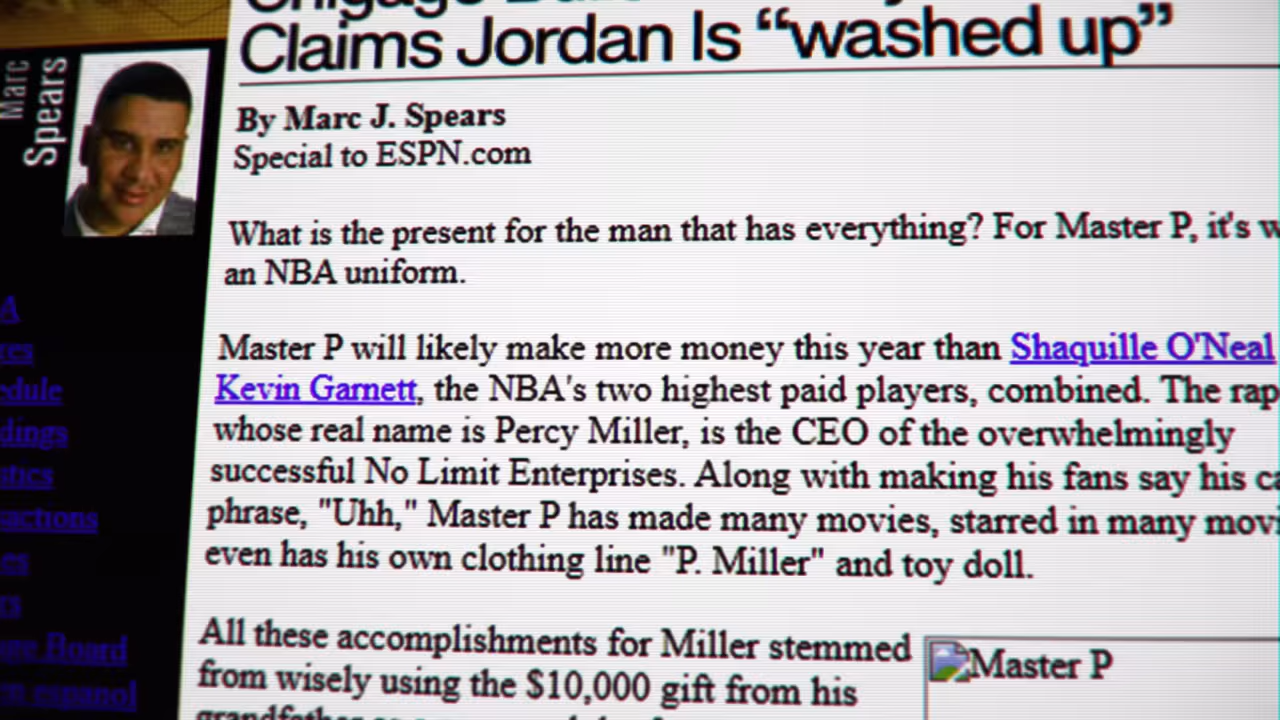 Claims Jordan Is “washed up”
Marc
Spears
By Marc J. Spears
Special to ESPN.com
What is the present for the man that has everything? For Master P, it's
an NBA uniform.
Master P will likely make more money this year than Shaquille O'Neal
Kevin Garnett, the NBA's two highest paid players, combined. The
whose real name is Percy Miller, is the CEO of the overwhelmingly
successful No Limit Enterprises. Along with making his fans say his
phrase, "Uhh," Master P has made many movies, starred in many
even has his own clothing line "P. Miller" and toy doll.
All these accomplishments for Miller stemmed
from wisely using the $10,000 gift from his
Master P
Board
espanol